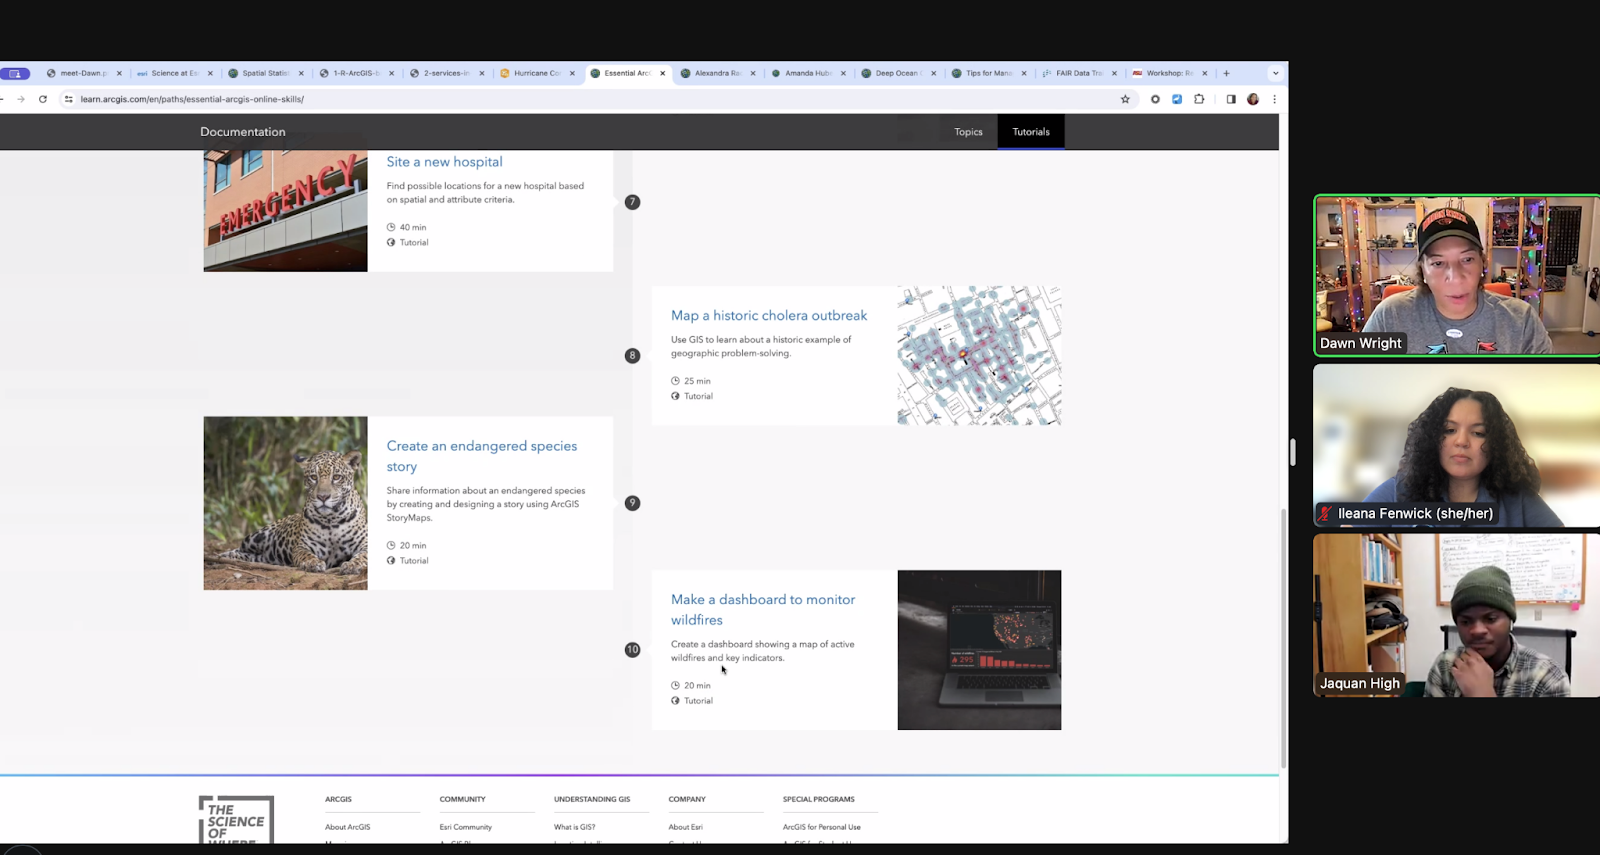 meet-Dawn.p
esri Science at Es
Spatial Statist
1-R-ArcGIS-b
2-services-in
Hurricane Co
Essential Arc
Alexandra Ra
Amanda Hub
Deep Ocean
Tips for Mana
FAIR Data Tra
Workshop: Re
learn.arcgis.com/en/paths/essential-arcgis-online-skills/
Documentation
Topics
Tutorials
EMERGENCY
Site a new hospital
Find possible locations for a new hospital based
on spatial and attribute criteria.
40 min
Tutorial
7
Map a historic cholera outbreak
Use GIS to learn about a historic example of
geographic problem-solving.
25 min
Tutorial
8
Create an endangered species
story
Share information about an endangered species
by creating and designing a story using ArcGIS
StoryMaps.
20 min
Tutorial
9
Make a dashboard to monitor
wildfires
Create a dashboard showing a map of active
wildfires and key indicators.
20 min
Tutorial
10
295
THE
SCIENCE
OF
WHERE
ARCGIS
About ArcGIS
COMMUNITY
Esri Community
UNDERSTANDING GIS
What is GIS?
COMPANY
About Esri
SPECIAL PROGRAMS
ArcGIS for Personal Use
Dawn Wright
Ileana Fenwick (she/her)
Jaquan High